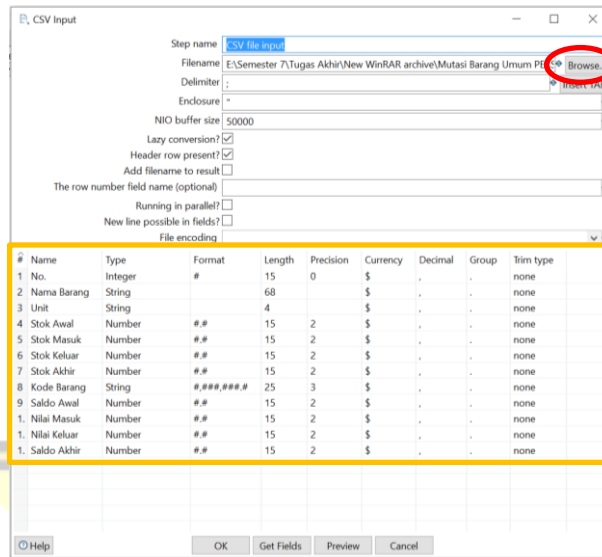 CSV Input
Step name CSV file input
Filename E:\Semester 7\Tugas Akhir\New WinRAR archive\Mutasi Barang Umum Browse...
Delimiter ;
Enclosure "
NIO buffer size 50000
Lazy conversion?
Header row present?
Add filename to result
The row number field name (optional)
Running in parallel?
New line possible in fields?
File encoding
# Name Type Format Length Precision Currency Decimal Group Trim type
1 No. Integer # 15 0 $ , . none
2 Nama Barang String 68 $ , . none
3 Unit String 4 $ , . none
4 Stok Awal Number #.# 15 2 $ , . none
5 Stok Masuk Number #.# 15 2 $ , . none
6 Stok Keluar Number #.# 15 2 $ , . none
7 Stok Akhir Number #.# 15 2 $ , . none
8 Kode Barang String #,###,###.# 25 3 $ , . none
9 Saldo Awal Number #.# 15 2 $ , . none
1. Nilai Masuk Number #.# 15 2 $ , . none
1. Nilai Keluar Number #.# 15 2 $ , . none
1. Saldo Akhir Number #.# 15 2 $ , . none
Help OK Get Fields Preview Cancel